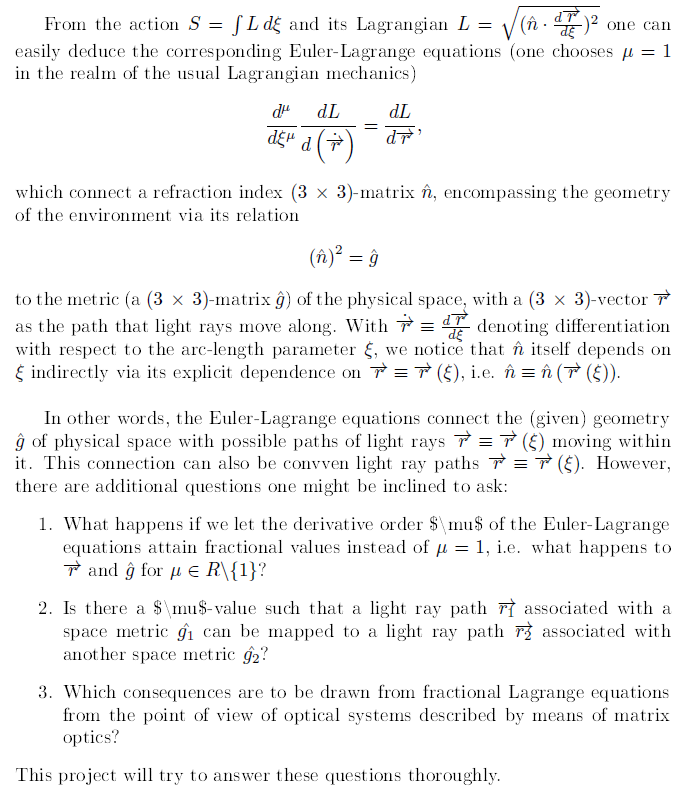 From the action $S = \int L\, d\xi$ and its Lagrangian $L = \sqrt{(\hat{n} \cdot \frac{d\overrightarrow{r}}{d\xi})^2}$ one can
easily deduce the corresponding Euler-Lagrange equations (one chooses $\mu = 1$
in the realm of the usual Lagrangian mechanics)
$$\frac{d^\mu}{d\xi^\mu} \frac{dL}{d\left(\dot{\overrightarrow{r}}\right)} = \frac{dL}{d\overrightarrow{r}},$$
which connect a refraction index (3 × 3)-matrix $\hat{n}$, encompassing the geometry
of the environment via its relation
$$(\hat{n})^2 = \hat{g}$$
to the metric (a (3 × 3)-matrix $\hat{g}$) of the physical space, with a (3 × 3)-vector $\overrightarrow{r}$
as the path that light rays move along. With $\dot{\overrightarrow{r}} \equiv \frac{d\overrightarrow{r}}{d\xi}$ denoting differentiation
with respect to the arc-length parameter $\xi$, we notice that $\hat{n}$ itself depends on
$\xi$ indirectly via its explicit dependence on $\overrightarrow{r} \equiv \overrightarrow{r}(\xi)$, i.e. $\hat{n} \equiv \hat{n}(\overrightarrow{r}(\xi))$.
In other words, the Euler-Lagrange equations connect the (given) geometry
$\hat{g}$ of physical space with possible paths of light rays $\overrightarrow{r} \equiv \overrightarrow{r}(\xi)$ moving within
it. This connection can also be convven light ray paths $\overrightarrow{r} \equiv \overrightarrow{r}(\xi)$. However,
there are additional questions one might be inclined to ask:
1. What happens if we let the derivative order $\mu$ of the Euler-Lagrange
equations attain fractional values instead of $\mu = 1$, i.e. what happens to
$\overrightarrow{r}$ and $\hat{g}$ for $\mu \in R\backslash\{1\}$?
2. Is there a $\mu$-value such that a light ray path $\overrightarrow{r_1}$ associated with a
space metric $\hat{g_1}$ can be mapped to a light ray path $\overrightarrow{r_2}$ associated with
another space metric $\hat{g_2}$?
3. Which consequences are to be drawn from fractional Lagrange equations
from the point of view of optical systems described by means of matrix
optics?
This project will try to answer these questions thoroughly.